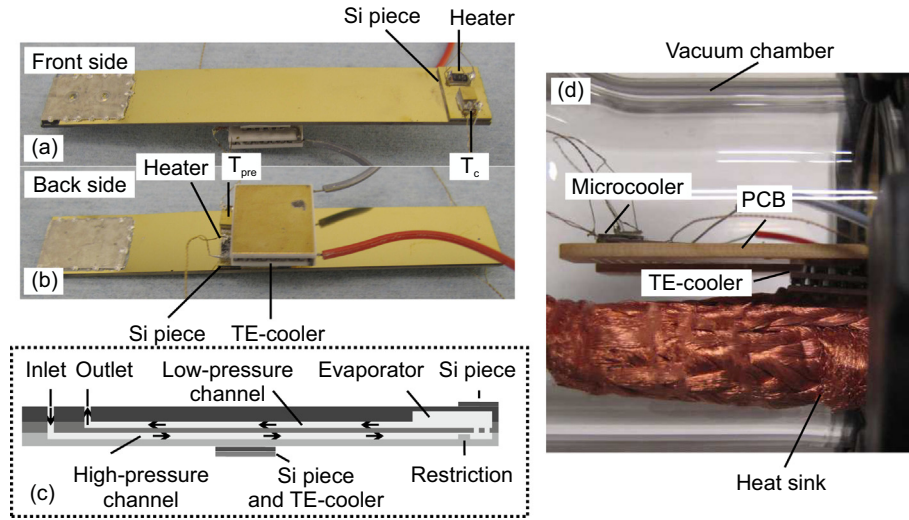 Si piece
Heater
Front side
(a)
T_c
Heater
T_pre
Back side
(b)
Si piece
TE-cooler
Inlet
Outlet
Low-pressure
channel
Evaporator
Si piece
High-pressure
channel
Si piece
and TE-cooler
Restriction
(c)
Vacuum chamber
(d)
Microcooler
PCB
TE-cooler
Heat sink